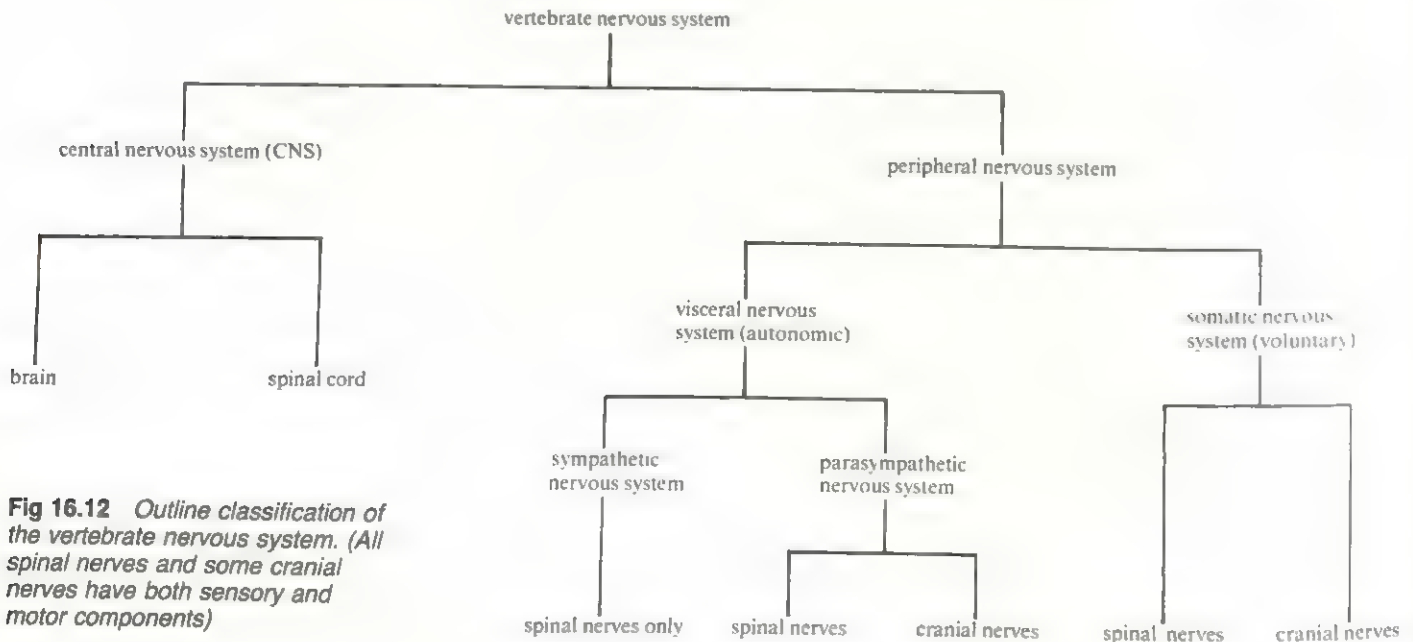 vertebrate nervous system
central nervous system (CNS)
peripheral nervous system
visceral nervous
system (autonomic)
somatic nervous
system (voluntary)
brain
spinal cord
sympathetic
nervous system
parasympathetic
nervous system
spinal nerves only
spinal nerves
cranial nerves
spinal nerves
cranial nerves
Fig 16.12 Outline classification of
the vertebrate nervous system. (All
spinal nerves and some cranial
nerves have both sensory and
motor components)